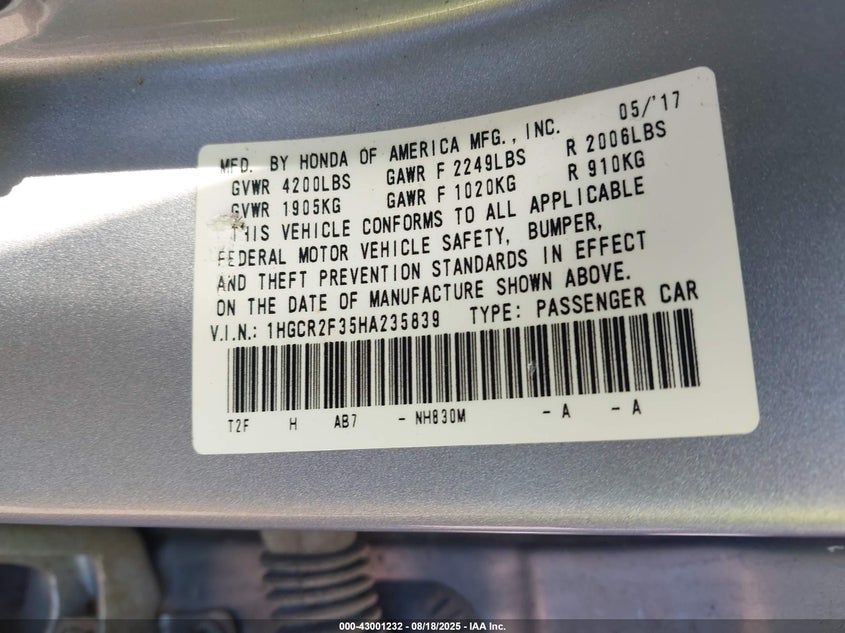 MFD. BY HONDA OF AMERICA MFG., INC. 05/'17
GVWR 4200LBS GAWR F 2249LBS R 2006LBS
GVWR 1905KG GAWR F 1020KG R 910KG
THIS VEHICLE CONFORMS TO ALL APPLICABLE
FEDERAL MOTOR VEHICLE SAFETY, BUMPER,
AND THEFT PREVENTION STANDARDS IN EFFECT
ON THE DATE OF MANUFACTURE SHOWN ABOVE.
V.I.N.: 1HGCR2F35HA235839 TYPE: PASSENGER CAR
T2F H AB7 - NH830M - A - A
000-43001232 - 08/18/2025 - IAA Inc.